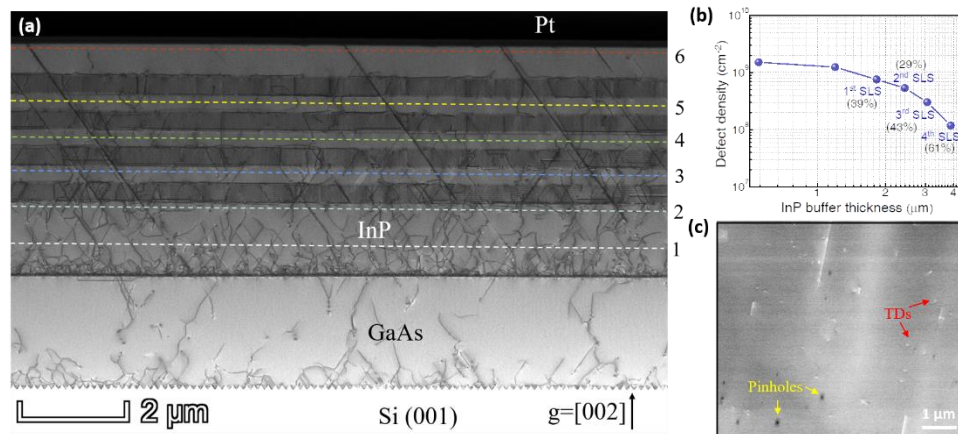 (a)
Pt
6
5
4
3
2
1
InP
GaAs
2 μm
Si (001)
g=[002]
(b)
Defect density (cm⁻²)
10¹⁰
10⁹
10⁸
10⁷
(29%)
2ⁿᵈ SLS
1ˢᵗ SLS
(39%)
3ʳᵈ SLS
(43%)
4ᵗʰ SLS
(61%)
1
2
3
4
InP buffer thickness (μm)
(c)
TDs
Pinholes
1 μm